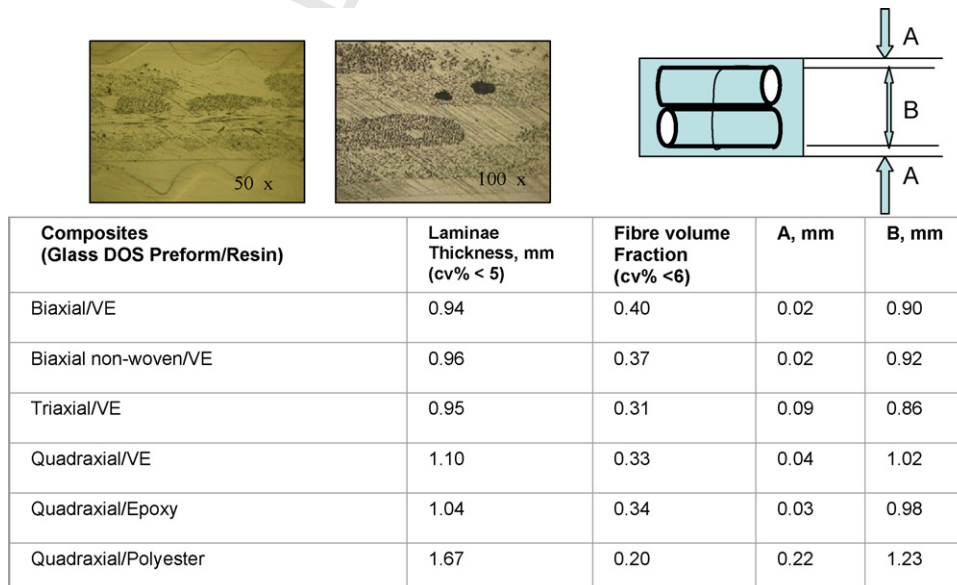 50 x
100 x
A
B
A
Composites (Glass DOS Preform/Resin) Laminae Thickness, mm (cv% < 5) Fibre volume Fraction (cv% <6) A, mm B, mm
Biaxial/VE 0.94 0.40 0.02 0.90
Biaxial non-woven/VE 0.96 0.37 0.02 0.92
Triaxial/VE 0.95 0.31 0.09 0.86
Quadraxial/VE 1.10 0.33 0.04 1.02
Quadraxial/Epoxy 1.04 0.34 0.03 0.98
Quadraxial/Polyester 1.67 0.20 0.22 1.23